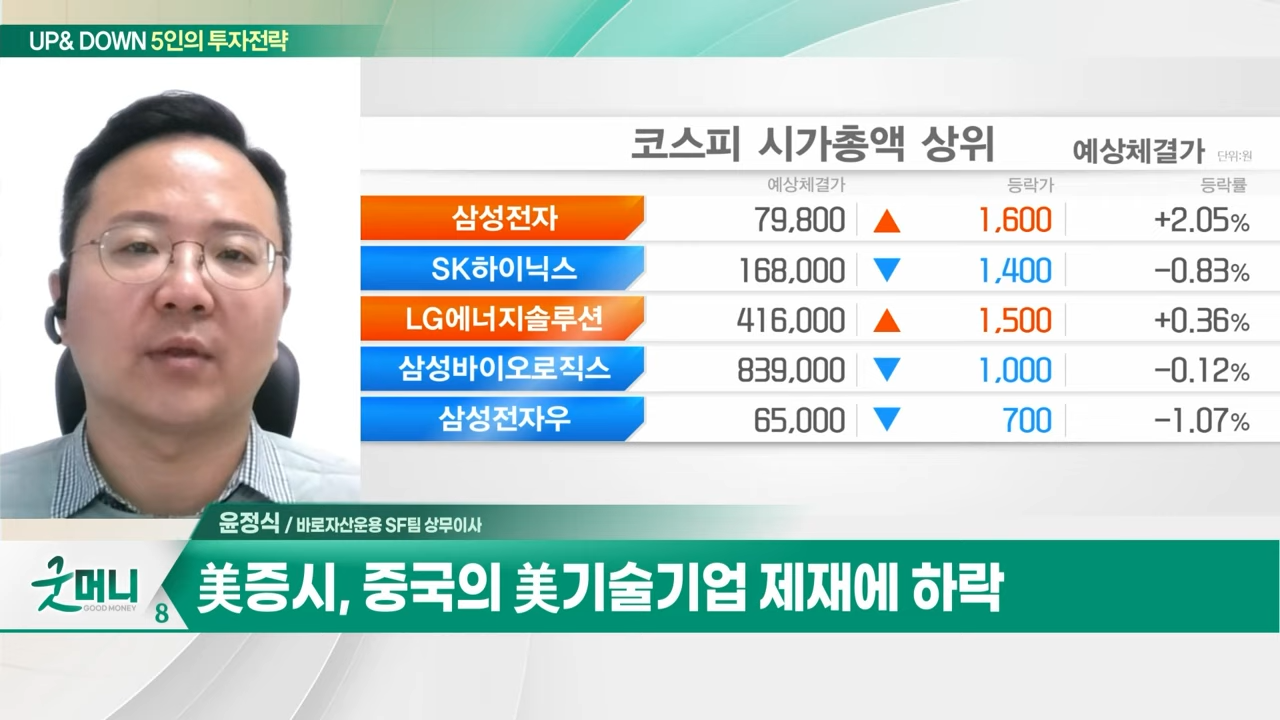 UP& DOWN 5인의 투자전략
코스피 시가총액 상위 예상체결가 단위:원
예상체결가 등락가 등락률
삼성전자 79,800 ▲ 1,600 +2.05%
SK하이닉스 168,000 ▼ 1,400 -0.83%
LG에너지솔루션 416,000 ▲ 1,500 +0.36%
삼성바이오로직스 839,000 ▼ 1,000 -0.12%
삼성전자우 65,000 ▼ 700 -1.07%
윤정식 / 바로자산운용 SF팀 상무이사
굿머니
GOOD MONEY
8
美증시, 중국의 美기술기업 제재에 하락